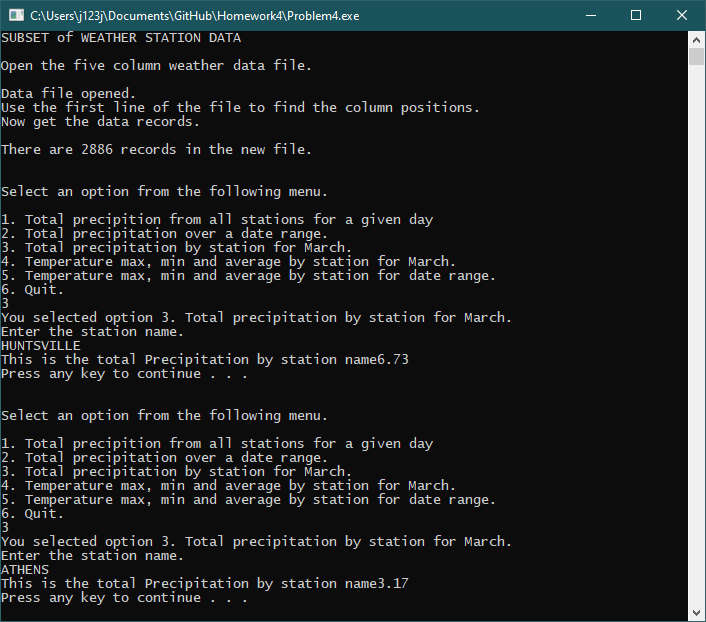 C:\Users\j123j\Documents\GitHub\Homework4\Problem4.exe
SUBSET of WEATHER STATION DATA
Open the five column weather data file.
Data file opened.
Use the first line of the file to find the column positions.
Now get the data records.
There are 2886 records in the new file.
Select an option from the following menu.
1. Total precipition from all stations for a given day
2. Total precipitation over a date range.
3. Total precipitation by station for March.
4. Temperature max, min and average by station for March.
5. Temperature max, min and average by station for date range.
6. Quit.
3
You selected option 3. Total precipitation by station for March.
Enter the station name.
HUNTSVILLE
This is the total Precipitation by station name6.73
Press any key to continue . . .
Select an option from the following menu.
1. Total precipition from all stations for a given day
2. Total precipitation over a date range.
3. Total precipitation by station for March.
4. Temperature max, min and average by station for March.
5. Temperature max, min and average by station for date range.
6. Quit.
3
You selected option 3. Total precipitation by station for March.
Enter the station name.
ATHENS
This is the total Precipitation by station name3.17
Press any key to continue . . .